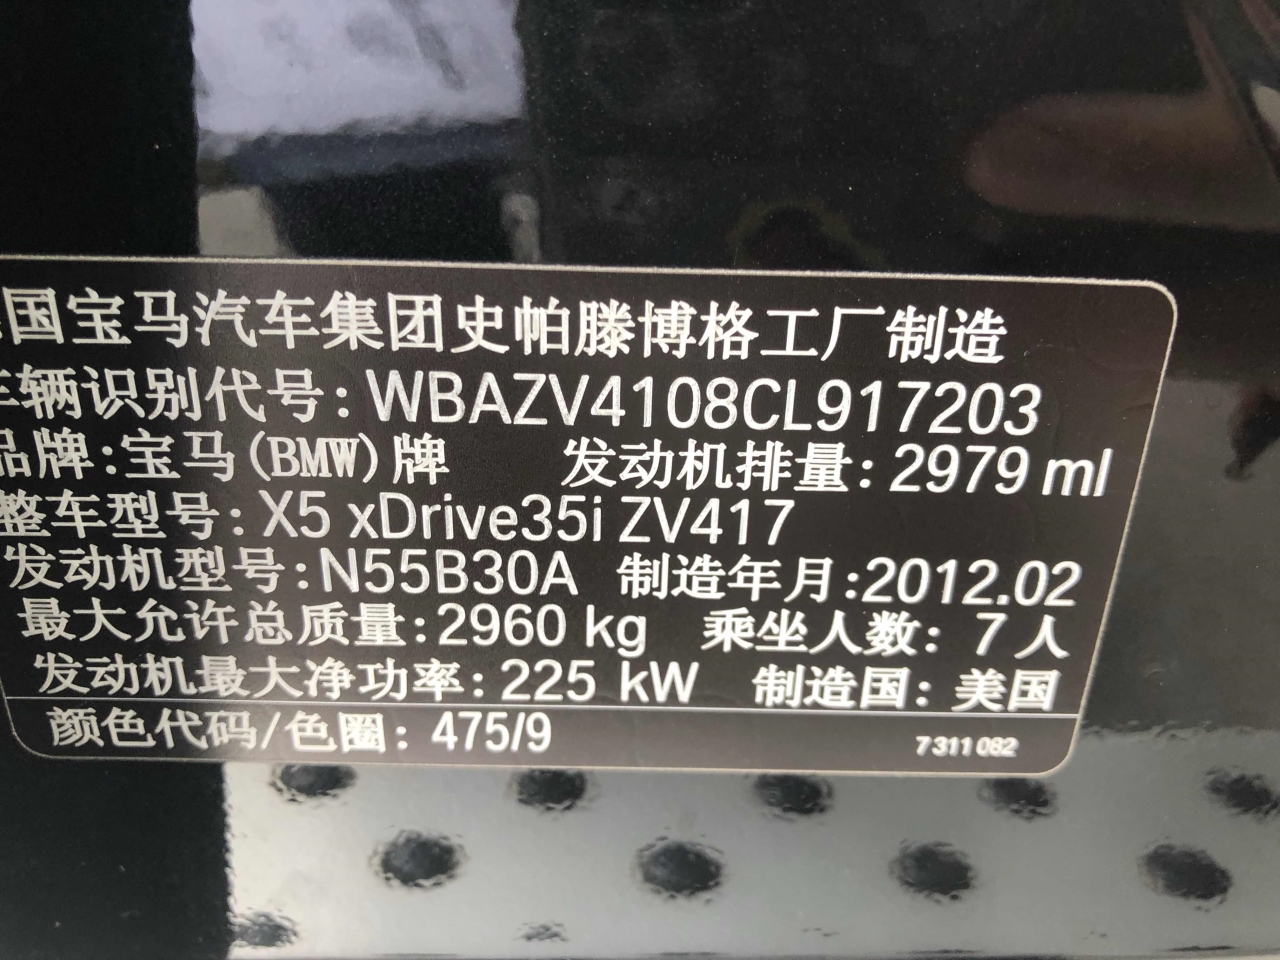 国宝马汽车集团史帕滕博格工厂制造
车辆识别代号:WBAZV4108CL917203
品牌:宝马(BMW)牌 发动机排量:2979 ml
整车型号:X5 xDrive35i ZV417
发动机型号:N55B30A 制造年月:2012.02
最大允许总质量:2960 kg 乘坐人数: 7人
发动机最大净功率:225 kW 制造国:美国
颜色代码/色圈: 475/9 7311082